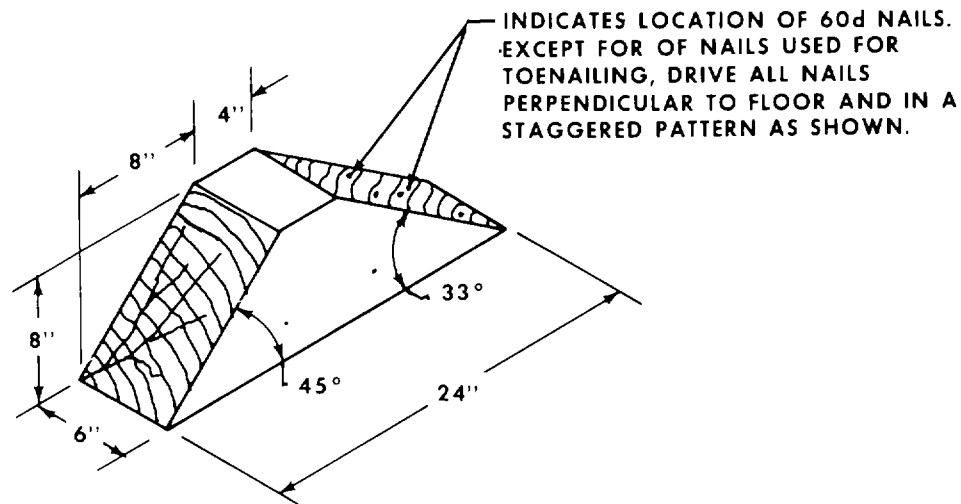 INDICATES LOCATION OF 60d NAILS.
EXCEPT FOR OF NAILS USED FOR
TOENAILING, DRIVE ALL NAILS
PERPENDICULAR TO FLOOR AND IN A
STAGGERED PATTERN AS SHOWN.
4"
8"
33°
8"
45°
24"
6"